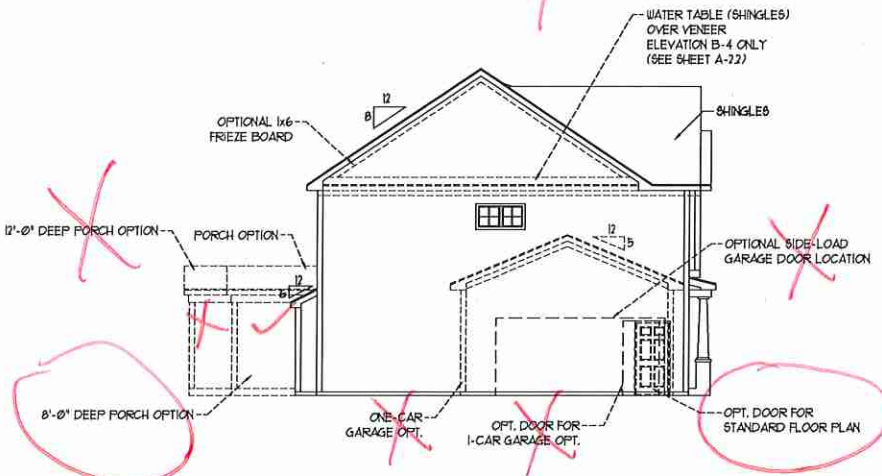 WATER TABLE (SHINGLES)
OVER VENEER
ELEVATION B-4 ONLY
(SEE SHEET A-2.2)
12
8
OPTIONAL 1x6
FRIEZE BOARD
SHINGLES
12'-0" DEEP PORCH OPTION
PORCH OPTION
12
5
OPTIONAL SIDE-LOAD
GARAGE DOOR LOCATION
12
6
8'-0" DEEP PORCH OPTION
ONE-CAR
GARAGE OPT.
OPT. DOOR FOR
1-CAR GARAGE OPT.
OPT. DOOR FOR
STANDARD FLOOR PLAN